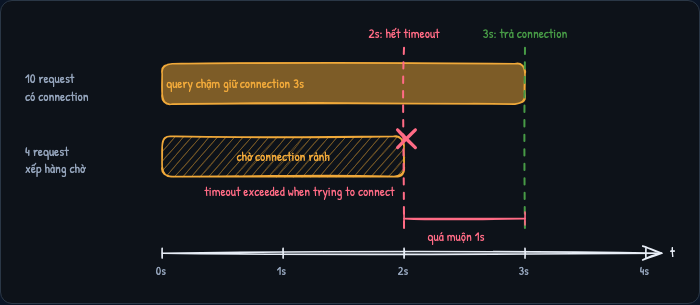 2s: hết timeout
3s: trả connection
10 request
có connection
query chậm giữ connection 3s
4 request
xếp hàng chờ
chờ connection rảnh
timeout exceeded when trying to connect
quá muộn 1s
t
0s
1s
2s
3s
4s